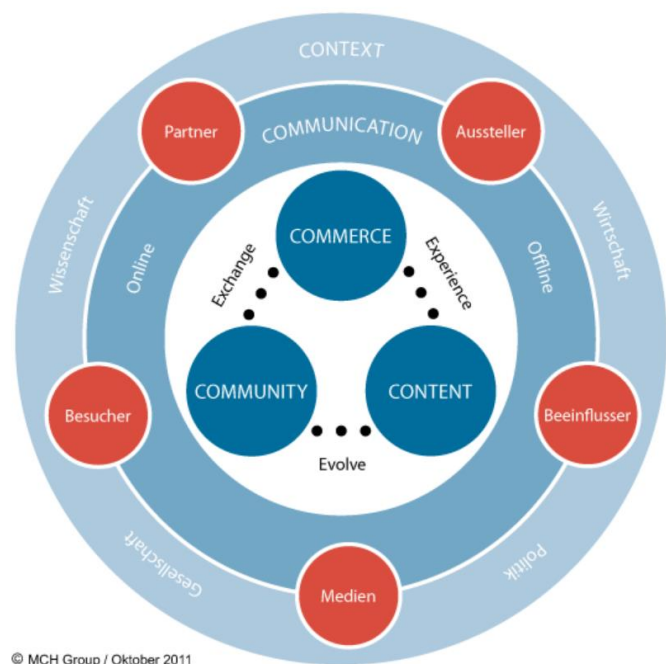 CONTEXT
Partner
COMMUNICATION
Aussteller
Wissenschaft
Online
Exchange
COMMERCE
Experience
Offline
Wirtschaft
Besucher
COMMUNITY
CONTENT
Beeinflusser
Evolve
Gesellschaft
Medien
Politik
© MCH Group / Oktober 2011